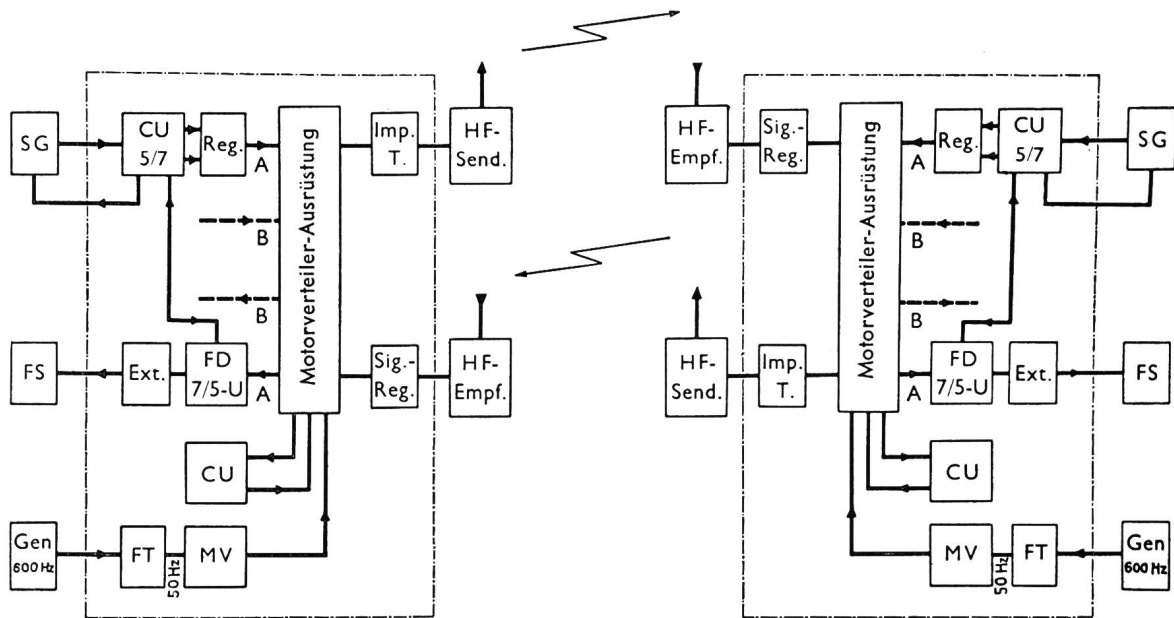 SG
CU
5/7
Reg.
A
Motorverteiler-Ausrüstung
Imp.
T.
HF-
Send.
B
B
FS
Ext.
FD
7/5-U
A
Sig.-
Reg.
HF-
Empf.
CU
Gen
600 Hz
FT
50 Hz
MV
HF-
Empf.
Sig.-
Reg.
Motorverteiler-Ausrüstung
A
Reg.
CU
5/7
SG
B
B
HF-
Send.
Imp.
T.
A
FD
7/5-U
Ext.
FS
CU
MV
50 Hz
FT
Gen
600 Hz